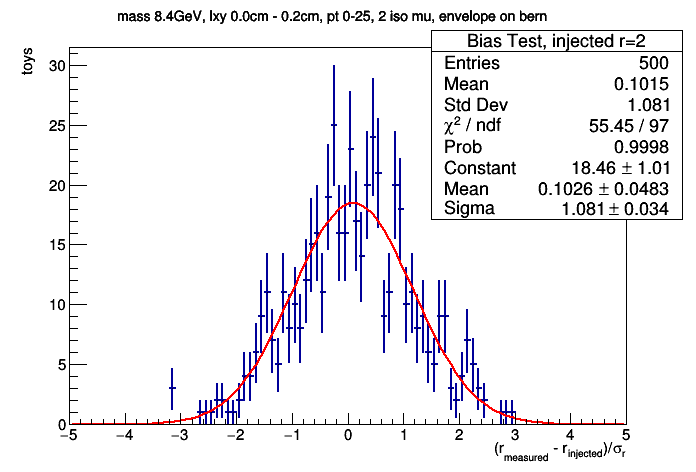 mass 8.4GeV, lxy 0.0cm - 0.2cm, pt 0-25, 2 iso mu, envelope on bern
Bias Test, injected r=2
Entries 500
Mean 0.1015
Std Dev 1.081
χ² / ndf 55.45 / 97
Prob 0.9998
Constant 18.46 ± 1.01
Mean 0.1026 ± 0.0483
Sigma 1.081 ± 0.034
toys
30
25
20
15
10
5
0
−5 −4 −3 −2 −1 0 1 2 3 4 5
(r_measured - r_injected)/σ_r